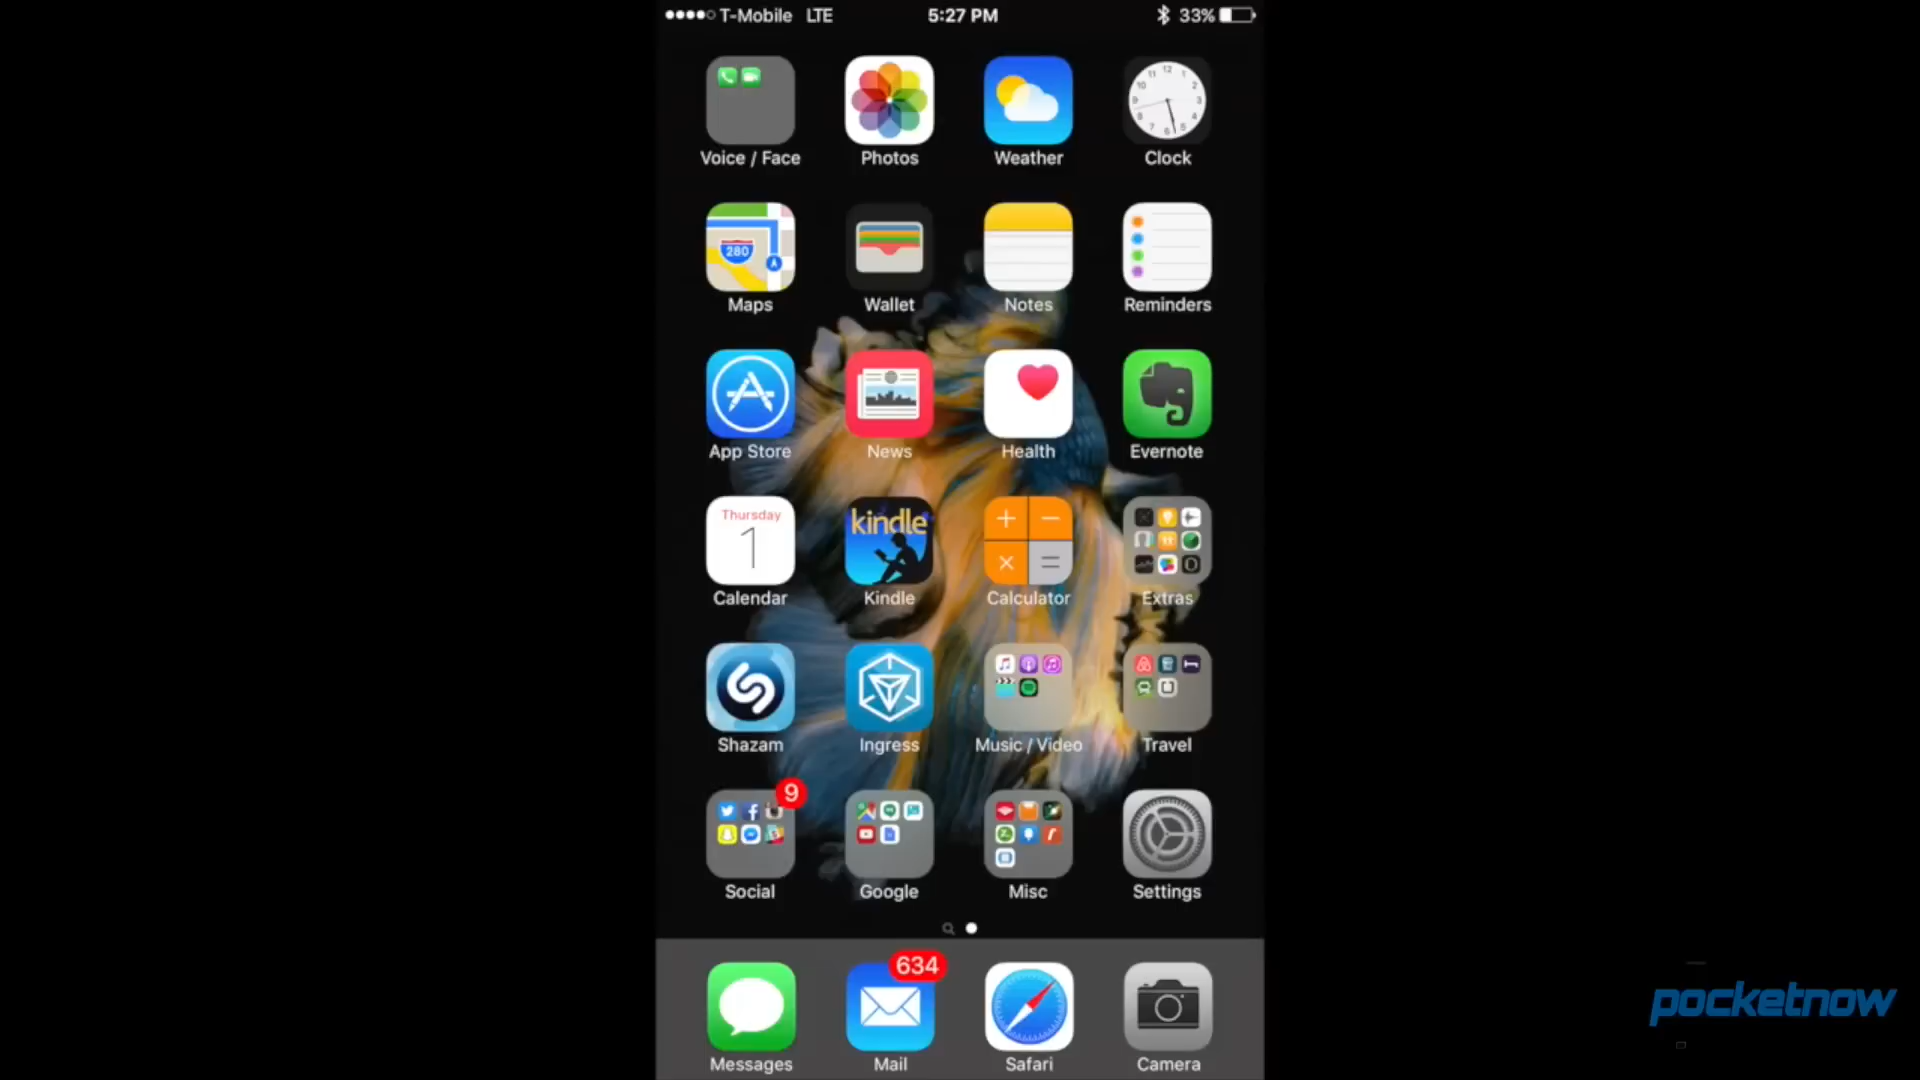 T-Mobile LTE 5:27 PM 33%
Voice / Face Photos Weather Clock
280
Maps Wallet Notes Reminders
App Store News Health Evernote
Thursday
1
kindle
Calendar Kindle Calculator Extras
Shazam Ingress Music / Video Travel
9
Social Google Misc Settings
634
Messages Mail Safari Camera
pocketnow